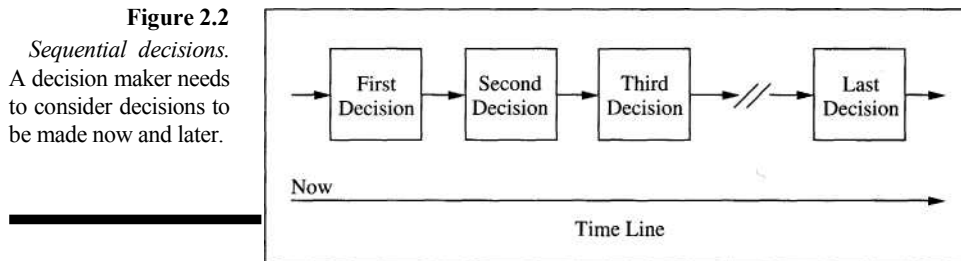 Figure 2.2
Sequential decisions.
A decision maker needs
to consider decisions to
be made now and later.
First
Decision
Second
Decision
Third
Decision
Last
Decision
Now
Time Line